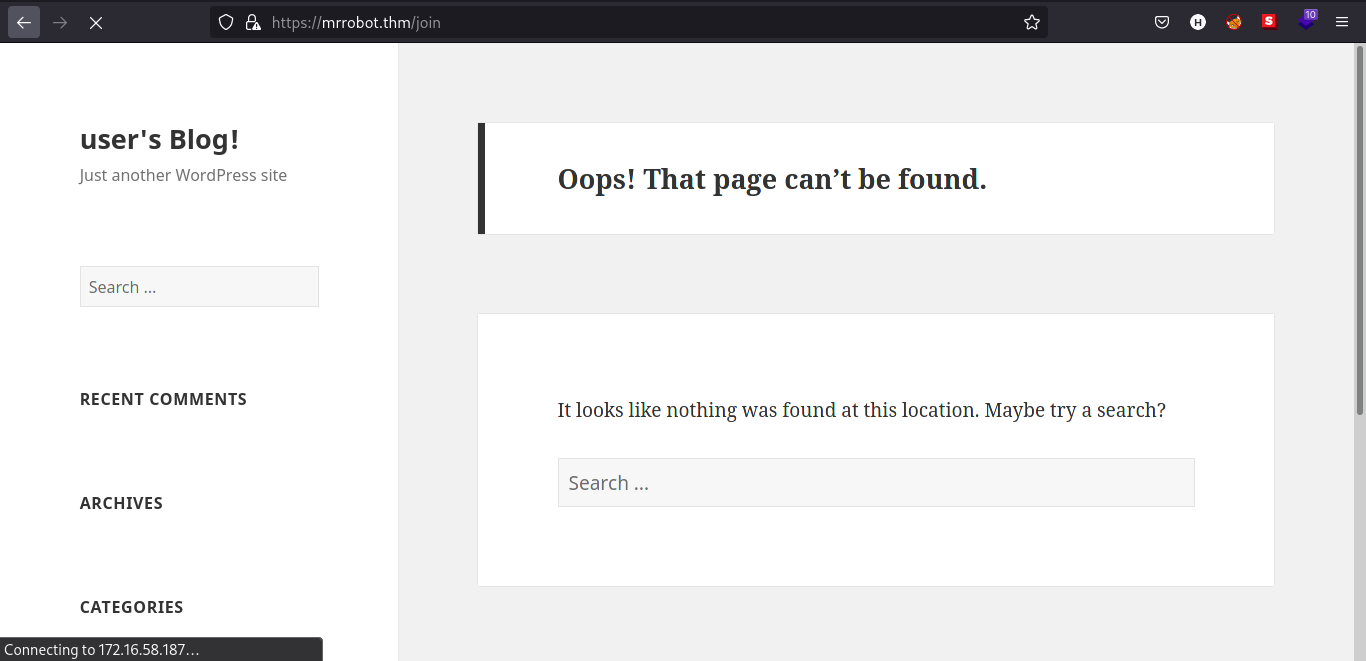 https://mrrobot.thm/join
H
S
10
user's Blog!
Just another WordPress site
Search ...
RECENT COMMENTS
ARCHIVES
CATEGORIES
Oops! That page can’t be found.
It looks like nothing was found at this location. Maybe try a search?
Search ...
Connecting to 172.16.58.187…